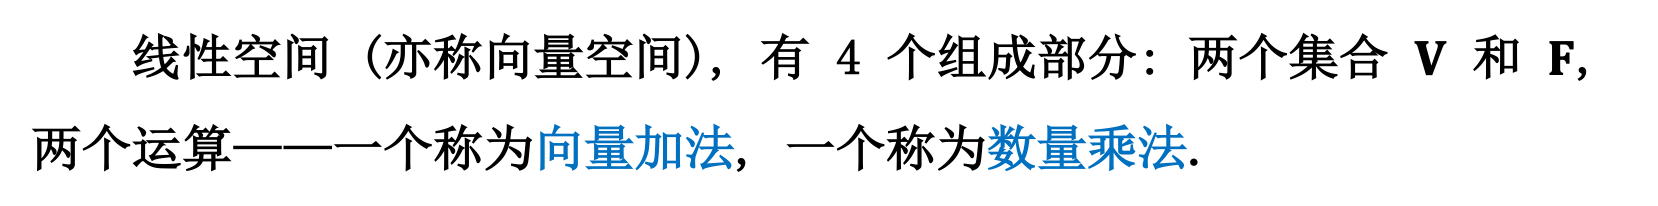 线性空间 (亦称向量空间), 有 4 个组成部分: 两个集合 V 和 F,
两个运算——一个称为向量加法, 一个称为数量乘法.